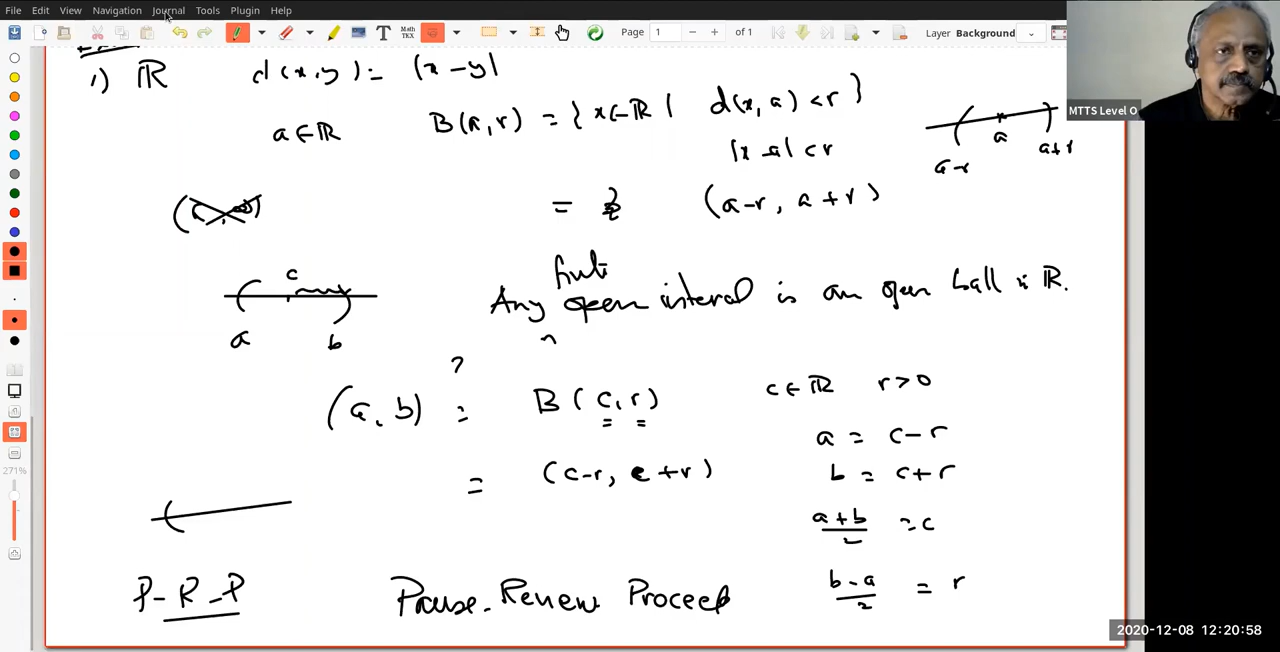 File Edit View Navigation Journal Tools Plugin Help
Page 1 of 1 Layer Background
MTTS Level 0
1) ℝ d(x,y) = |x-y|
a ∈ ℝ B(a,r) = { x ∈ ℝ | d(x,a) < r }
|x-a| < r
a-r a a+r
= (a-r, a+r)
finite
Any open interval is an open ball in ℝ.
c
a b
(a,b) ?= B(c,r) c ∈ ℝ r>0
a = c-r
= (c-r, c+r) b = c+r
a+b/2 = c
b-a/2 = r
P-R-P Pause-Review Proceed
271%
2020-12-08 12:20:58